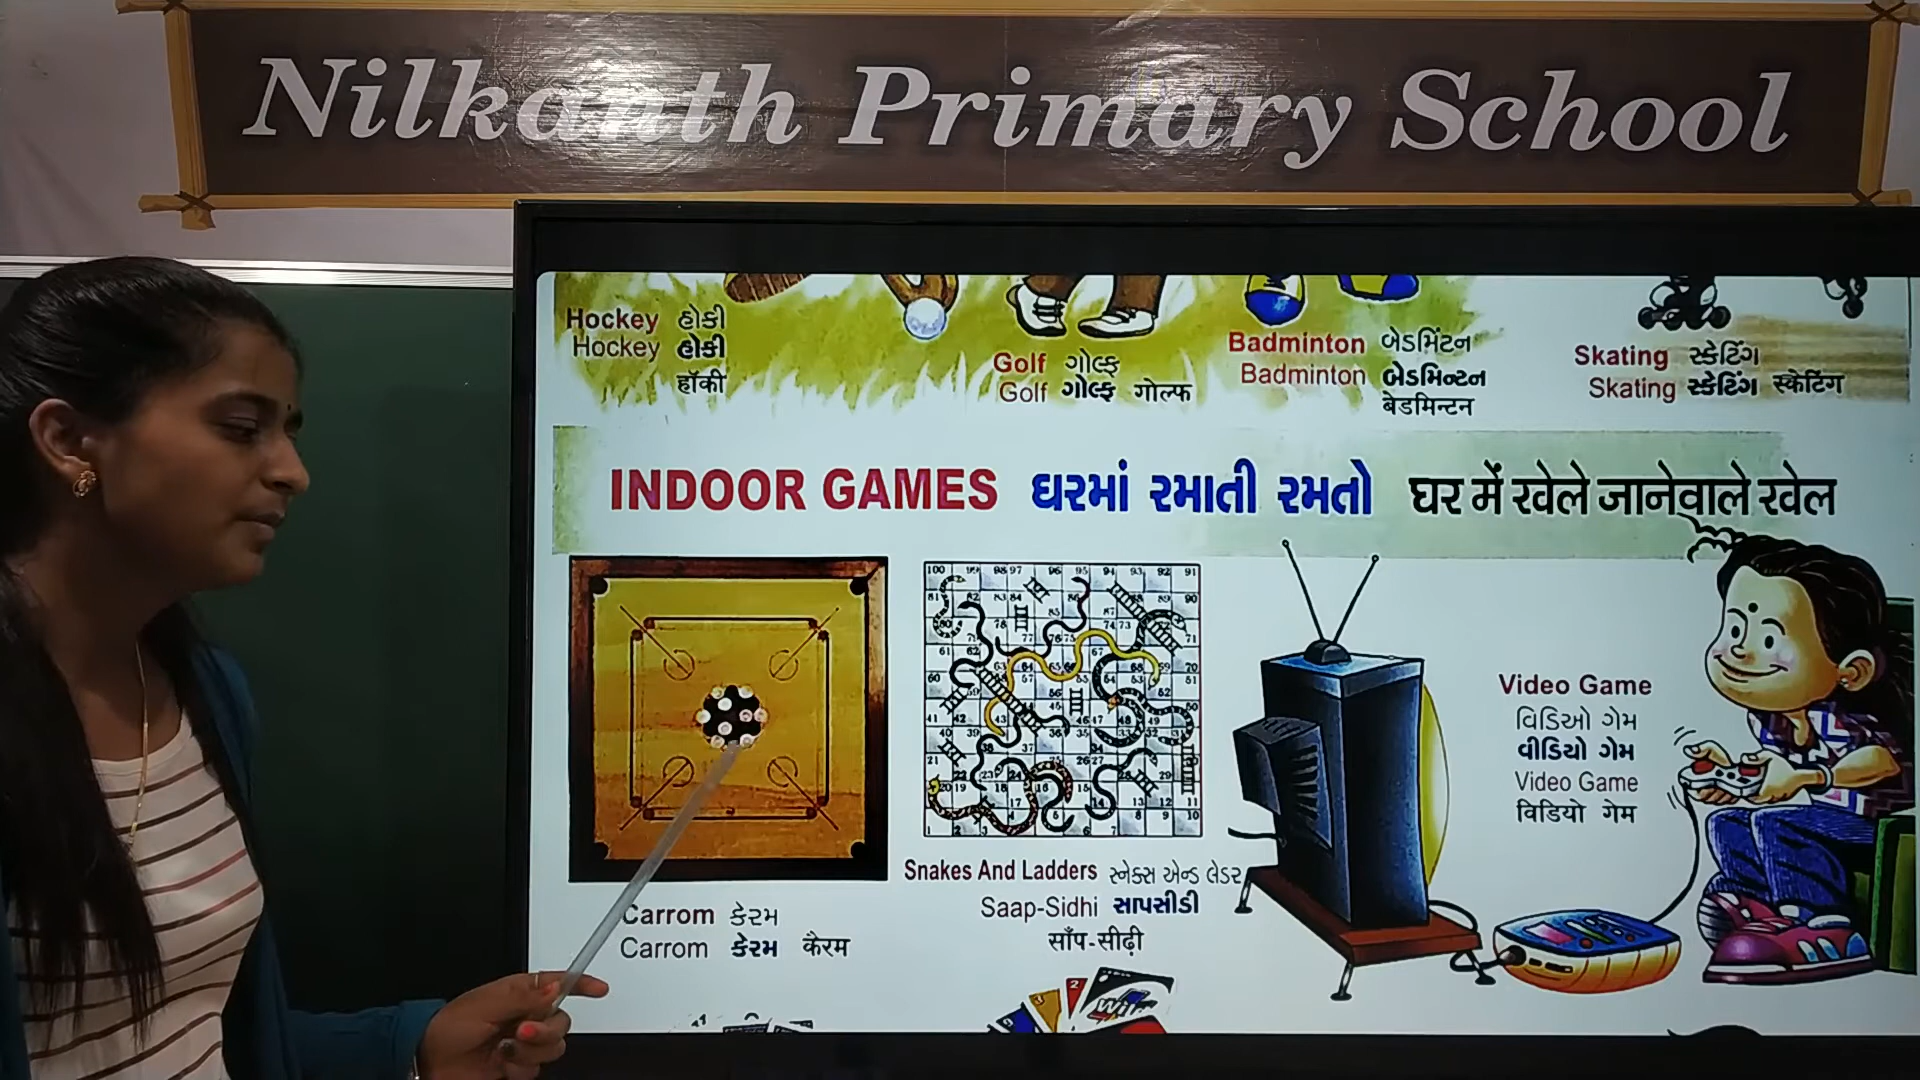 Nilkanth Primary School
Hockey હોકી
Hockey હોકી
हॉकी
Golf ગોલ્ફ
Golf ગોલ્ફ गोल्फ
Badminton બેડમિંટન
Badminton બેડમિન્ટન
बेडमिन्टन
Skating સ્કેટિંગ
Skating સ્કેટિંગ स्केटिंग
INDOOR GAMES ઘરમાં રમાતી રમતો घर में खेले जानेवाले खेल
Carrom કેરમ
Carrom કેરમ कैरम
Snakes And Ladders સ્નેક્સ એન્ડ લેડર
Saap-Sidhi સાપસીડી
साँप-सीढ़ी
Video Game
વિડિઓ ગેમ
વીડિયો ગેમ
Video Game
विडियो गेम